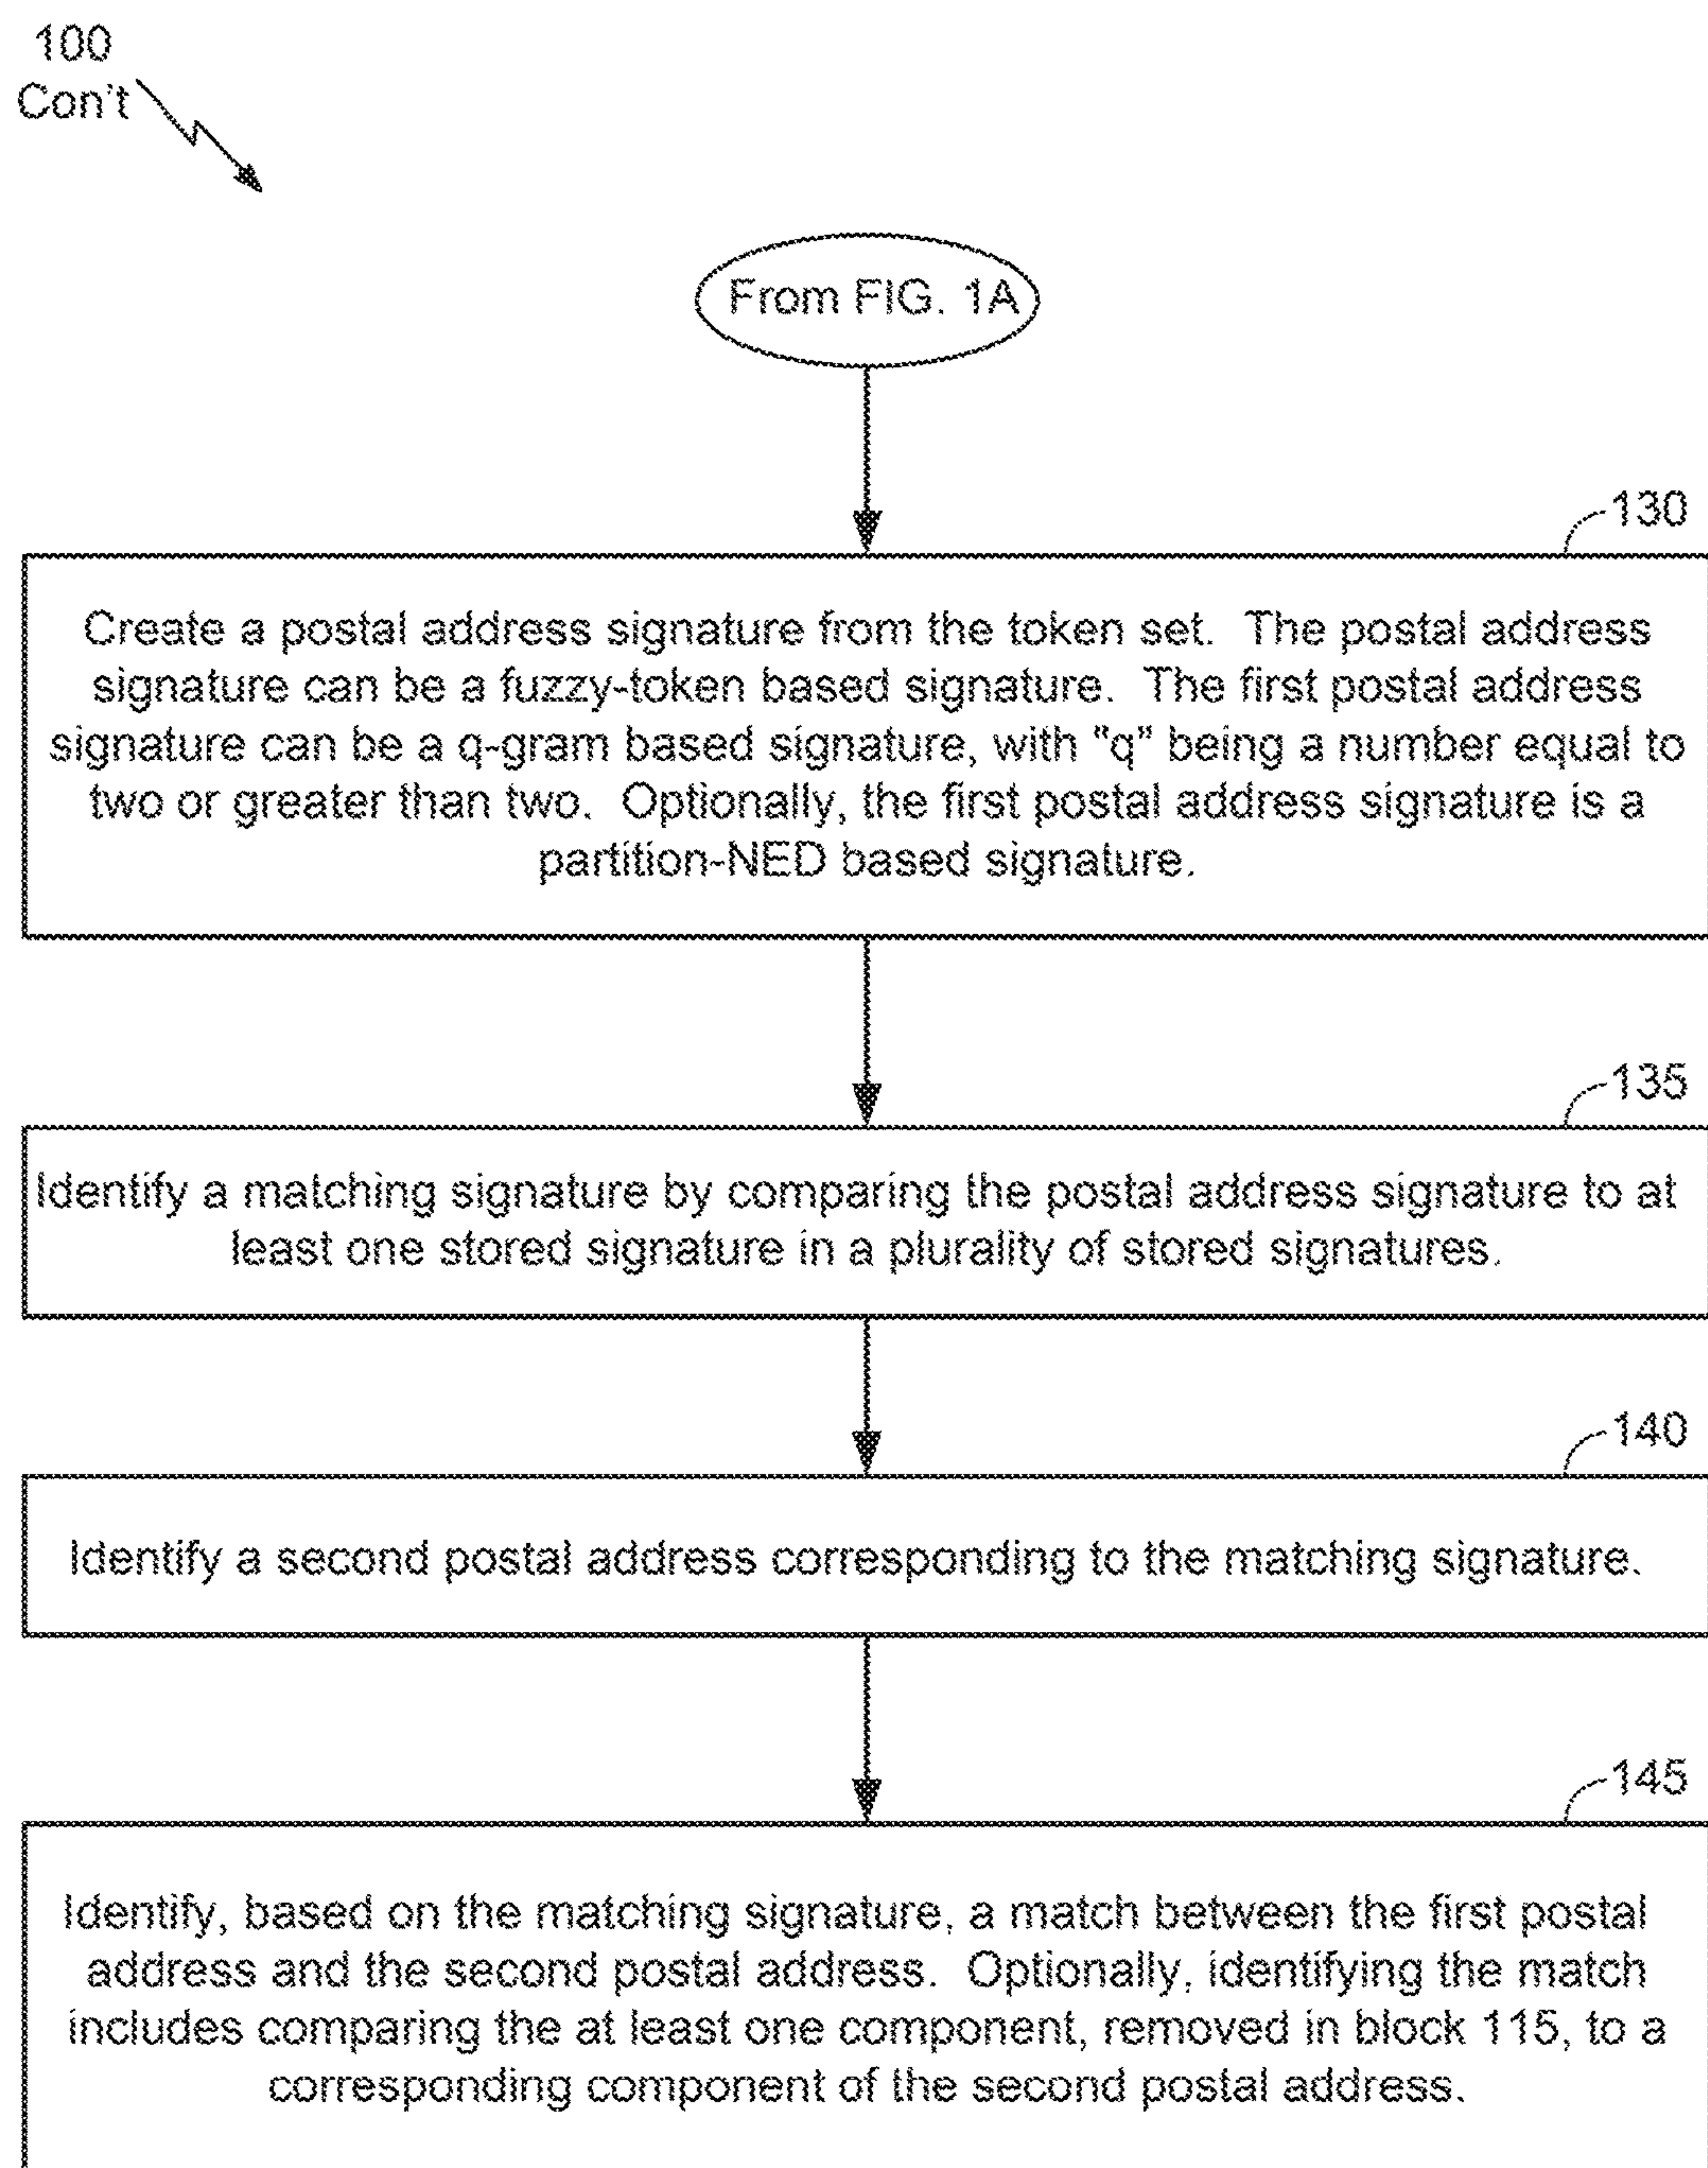 100
Con't
From FIG. 1A
130
Create a postal address signature from the token set. The postal address
signature can be a fuzzy-token based signature. The first postal address
signature can be a q-gram based signature, with "q" being a number equal to
two or greater than two. Optionally, the first postal address signature is a
partition-NED based signature.
135
Identify a matching signature by comparing the postal address signature to at
least one stored signature in a plurality of stored signatures.
140
Identify a second postal address corresponding to the matching signature.
145
Identify, based on the matching signature, a match between the first postal
address and the second postal address. Optionally, identifying the match
includes comparing the at least one component, removed in block 115, to a
corresponding component of the second postal address.